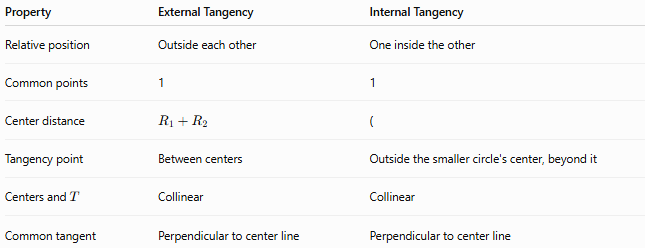 Property External Tangency Internal Tangency
Relative position Outside each other One inside the other
Common points 1 1
Center distance R₁ + R₂ (
Tangency point Between centers Outside the smaller circle's center, beyond it
Centers and T Collinear Collinear
Common tangent Perpendicular to center line Perpendicular to center line